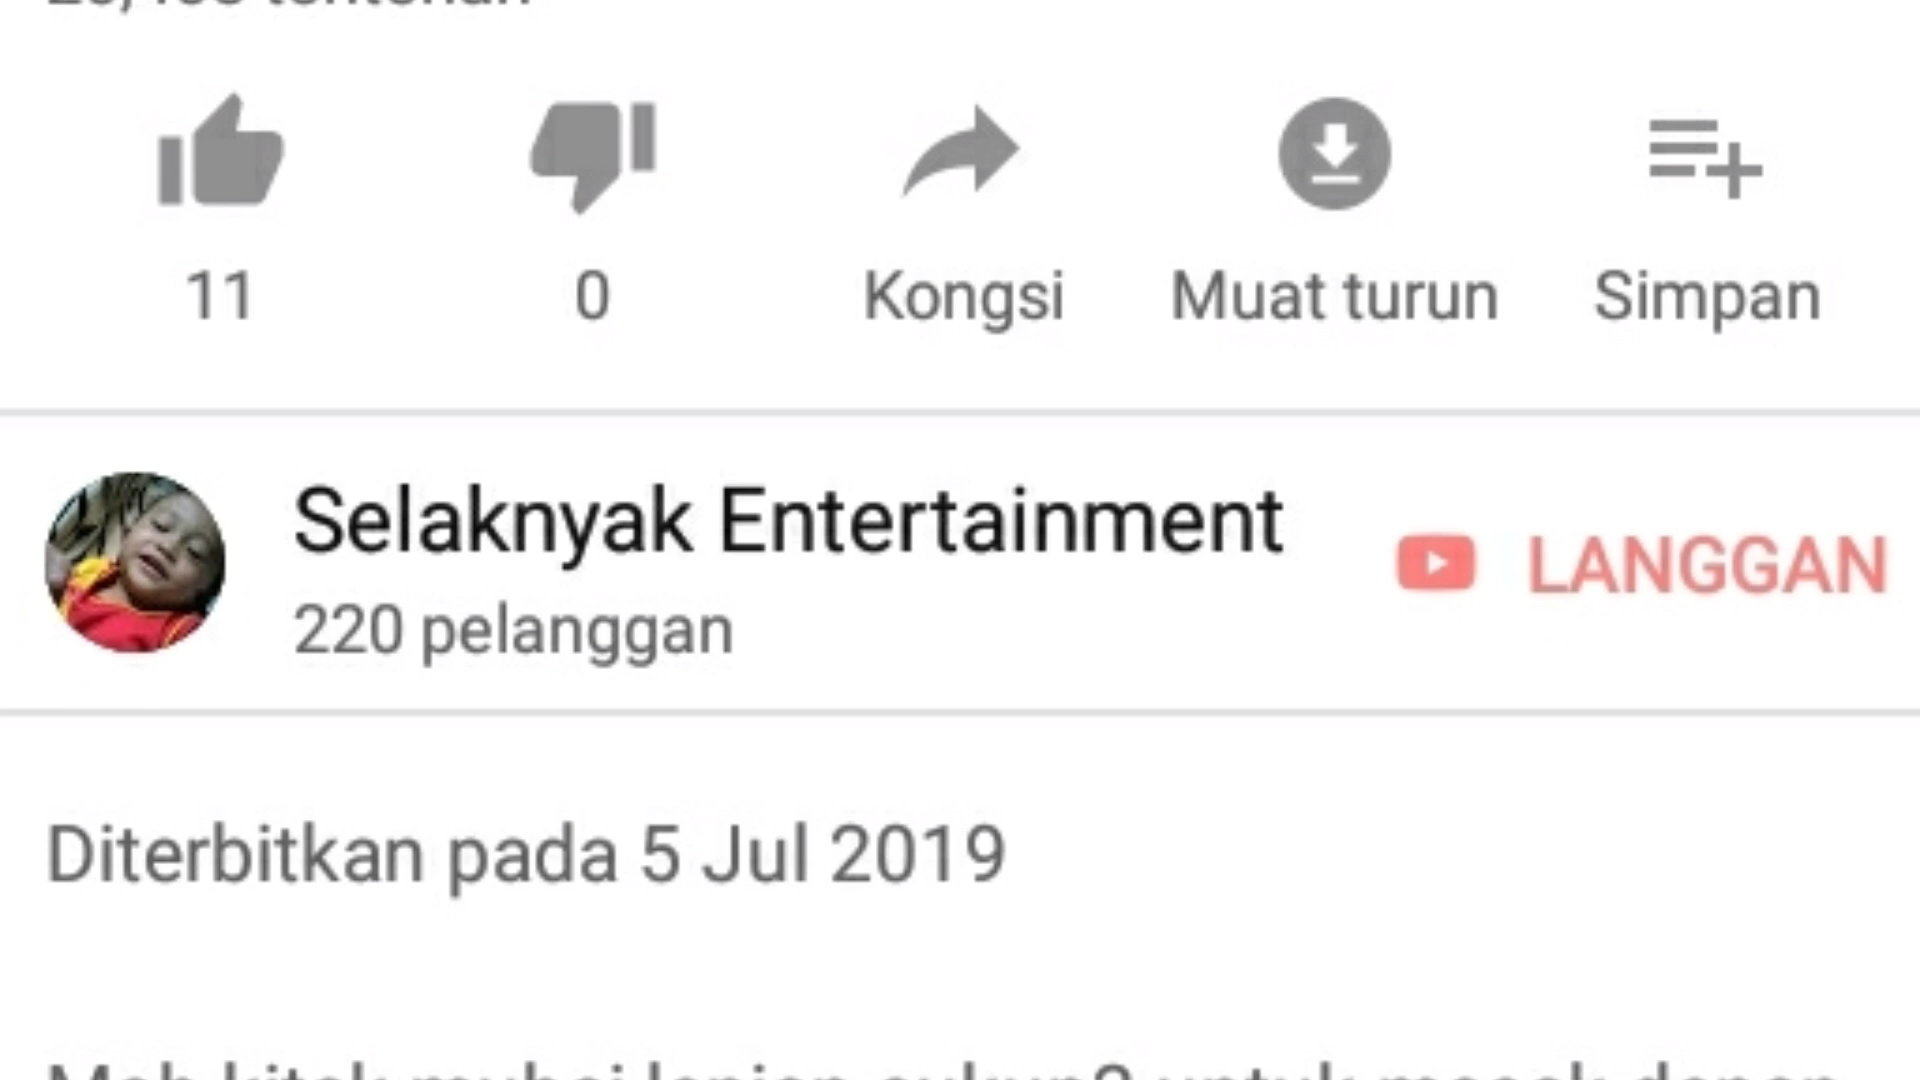 11 0 Kongsi Muat turun Simpan
Selaknyak Entertainment
LANGGAN
220 pelanggan
Diterbitkan pada 5 Jul 2019